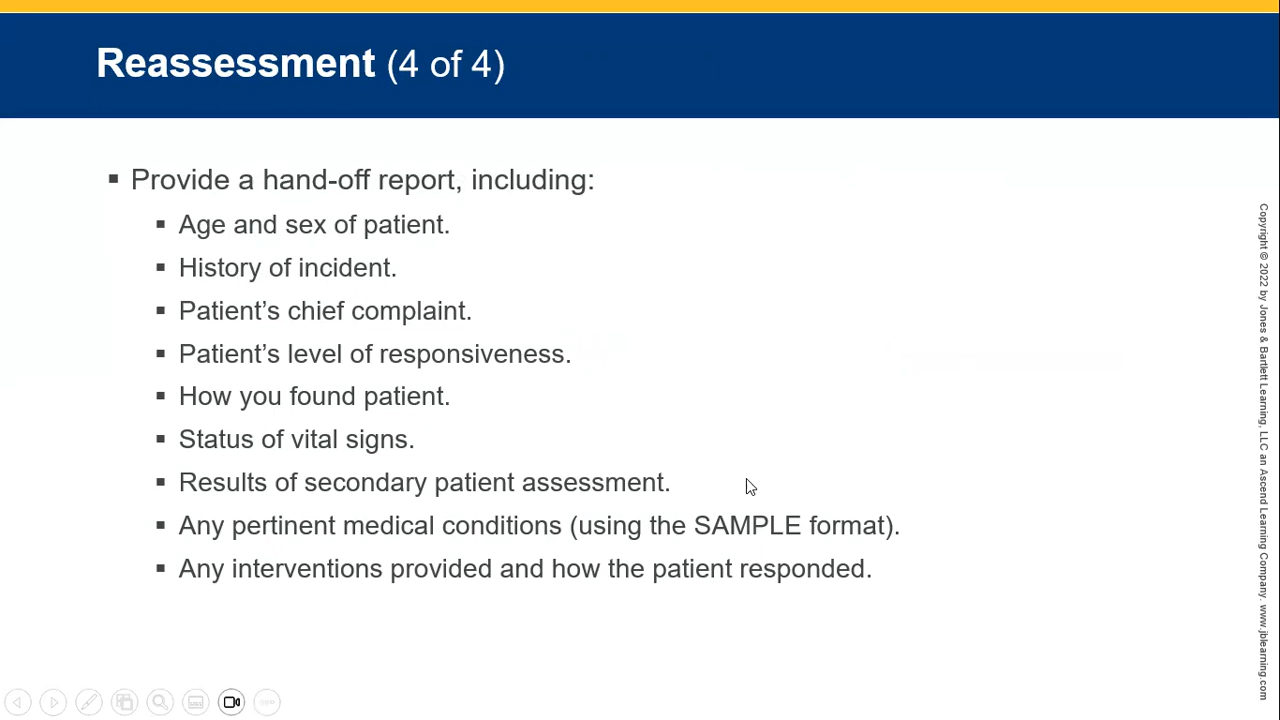 Reassessment (4 of 4)
▪ Provide a hand-off report, including:
▪ Age and sex of patient.
▪ History of incident.
▪ Patient’s chief complaint.
▪ Patient’s level of responsiveness.
▪ How you found patient.
▪ Status of vital signs.
▪ Results of secondary patient assessment.
▪ Any pertinent medical conditions (using the SAMPLE format).
▪ Any interventions provided and how the patient responded.
Copyright © 2022 by Jones & Bartlett Learning, LLC an Ascend Learning Company. www.jblearning.com